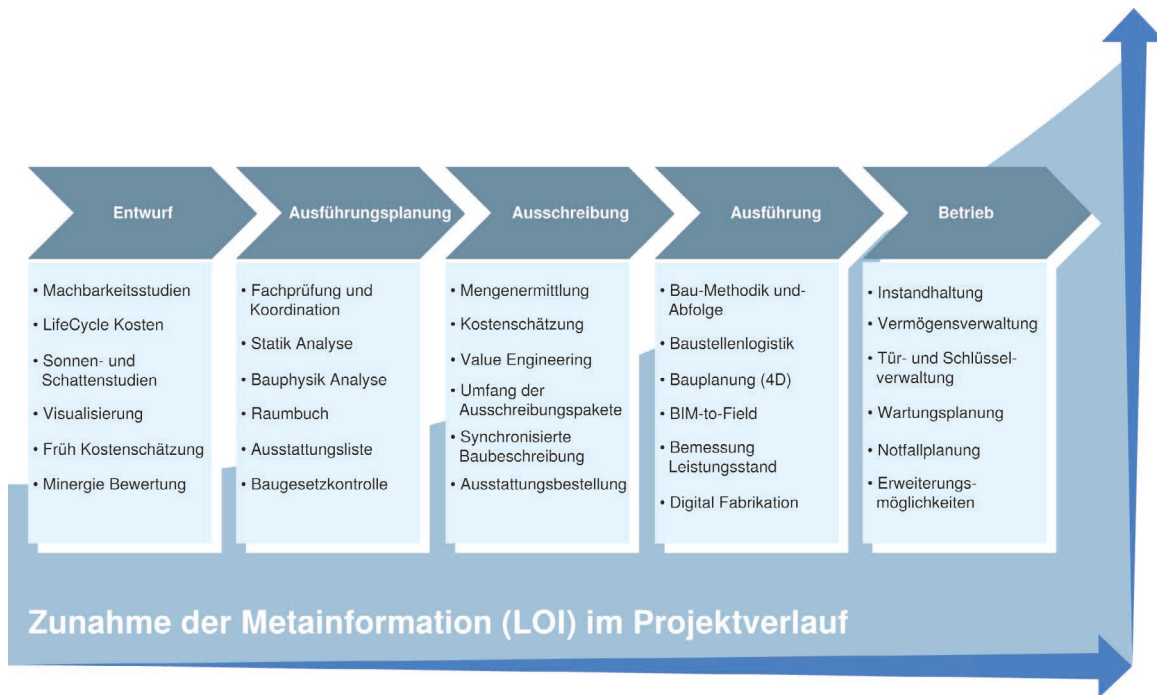 Entwurf
• Machbarkeitsstudien
• LifeCycle Kosten
• Sonnen- und
Schattenstudien
• Visualisierung
• Früh Kostenschätzung
• Minergie Bewertung
Ausführungsplanung
• Fachprüfung und
Koordination
• Statik Analyse
• Bauphysik Analyse
• Raumbuch
• Ausstattungsliste
• Baugesetzkontrolle
Ausschreibung
• Mengenermittlung
• Kostenschätzung
• Value Engineering
• Umfang der
Ausschreibungspakete
• Synchronisierte
Baubeschreibung
• Ausstattungsbestellung
Ausführung
• Bau-Methodik und-
Abfolge
• Baustellenlogistik
• Bauplanung (4D)
• BIM-to-Field
• Bemessung
Leistungsstand
• Digital Fabrikation
Betrieb
• Instandhaltung
• Vermögensverwaltung
• Tür- und Schlüssel-
verwaltung
• Wartungsplanung
• Notfallplanung
• Erweiterungs-
möglichkeiten
Zunahme der Metainformation (LOI) im Projektverlauf